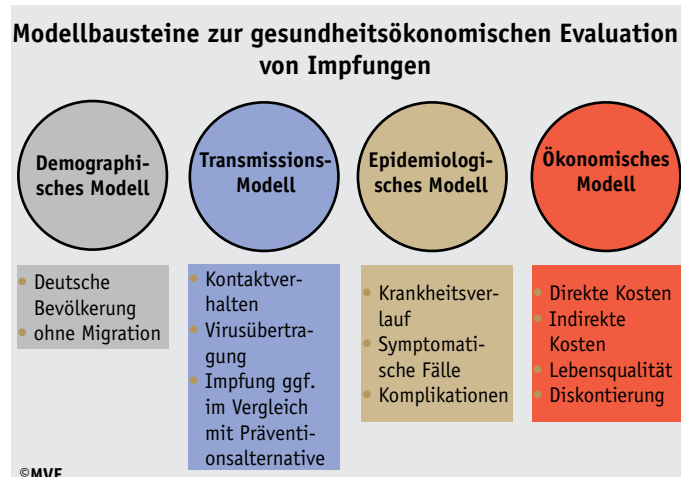 Modellbausteine zur gesundheitsökonomischen Evaluation
von Impfungen
Demographi-
sches Modell
Transmissions-
Modell
Epidemiologi-
sches Modell
Ökonomisches
Modell
• Deutsche
Bevölkerung
• ohne Migration
• Kontaktver-
halten
• Virusübertra-
gung
• Impfung ggf.
im Vergleich
mit Präventi-
onsalternative
• Krankheitsver-
lauf
• Symptomati-
sche Fälle
• Komplikationen
• Direkte Kosten
• Indirekte
Kosten
• Lebensqualität
• Diskontierung
©MVF